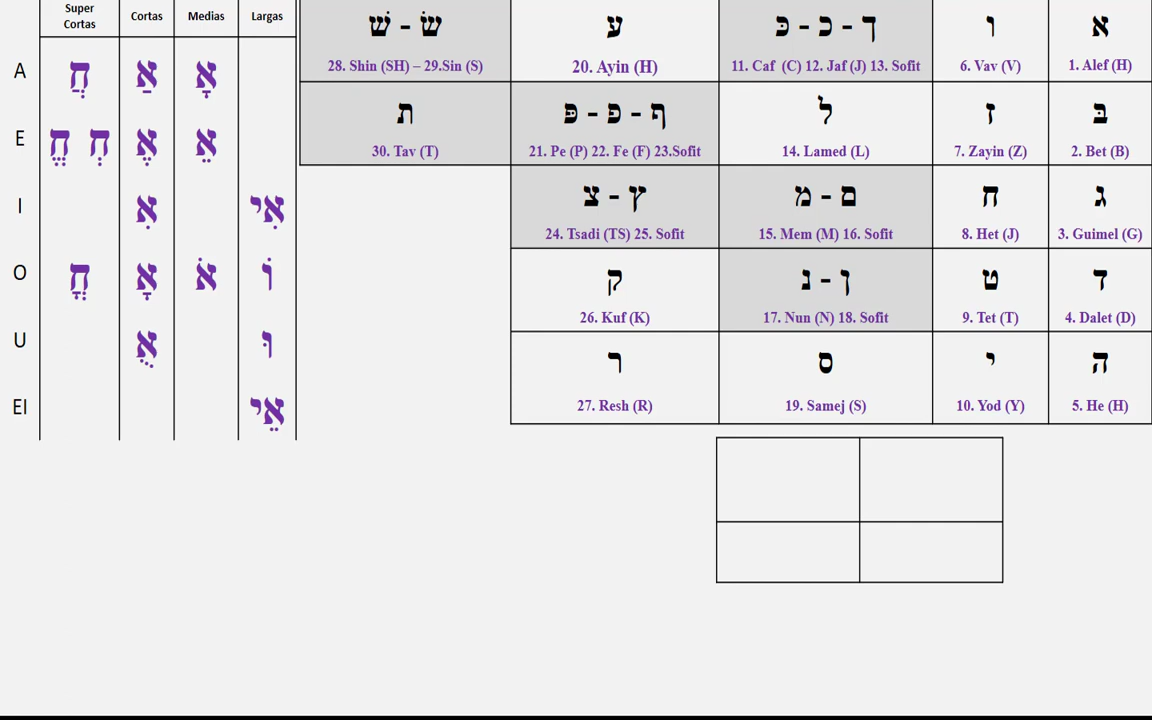 Super Cortas Cortas Medias Largas
A חֲ אַ אָ
E חֱ חְ אֶ אֵ
I אִ אִי
O חֳ אָ אֹ וֹ
U אֻ וּ
EI אֵי
שׁ - שׂ ע כּ - כ - ך ו א
28. Shin (SH) – 29.Sin (S) 20. Ayin (H) 11. Caf (C) 12. Jaf (J) 13. Sofit 6. Vav (V) 1. Alef (H)
ת פּ - פ - ף ל ז בּ
30. Tav (T) 21. Pe (P) 22. Fe (F) 23.Sofit 14. Lamed (L) 7. Zayin (Z) 2. Bet (B)
צ - ץ מ - ם ח ג
24. Tsadi (TS) 25. Sofit 15. Mem (M) 16. Sofit 8. Het (J) 3. Guimel (G)
ק נ - ן ט ד
26. Kuf (K) 17. Nun (N) 18. Sofit 9. Tet (T) 4. Dalet (D)
ר ס י ה
27. Resh (R) 19. Samej (S) 10. Yod (Y) 5. He (H)